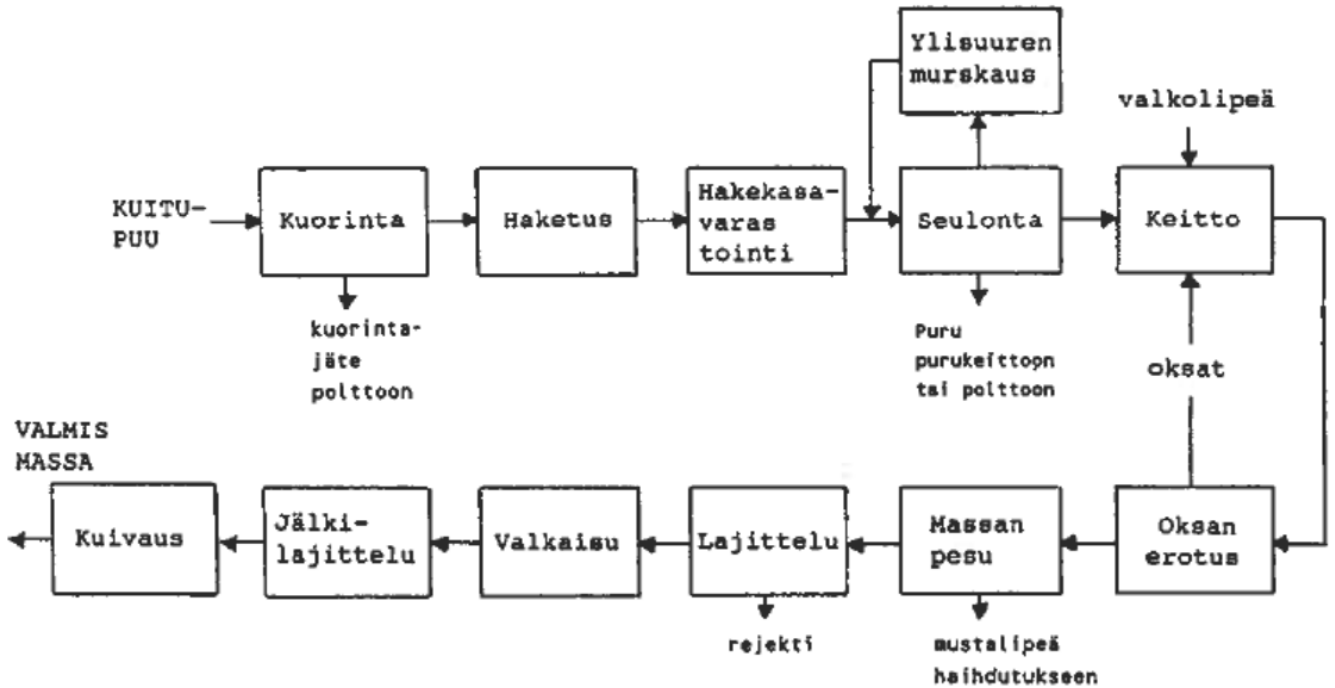 Ylisuuren
murskaus
valkolipeä
KUITU-
PUU
Kuorinta
Haketus
Hakekasa-
varas
tointi
Seulonta
Keitto
kuorinta-
jäte
polttoon
Puru
purukeittoon
tai polttoon
oksat
VALMIS
MASSA
Kuivaus
Jälki-
lajittelu
Valkaisu
Lajittelu
Massan
pesu
Oksan
erotus
rejekti
mustalipeä
haihdutukseen